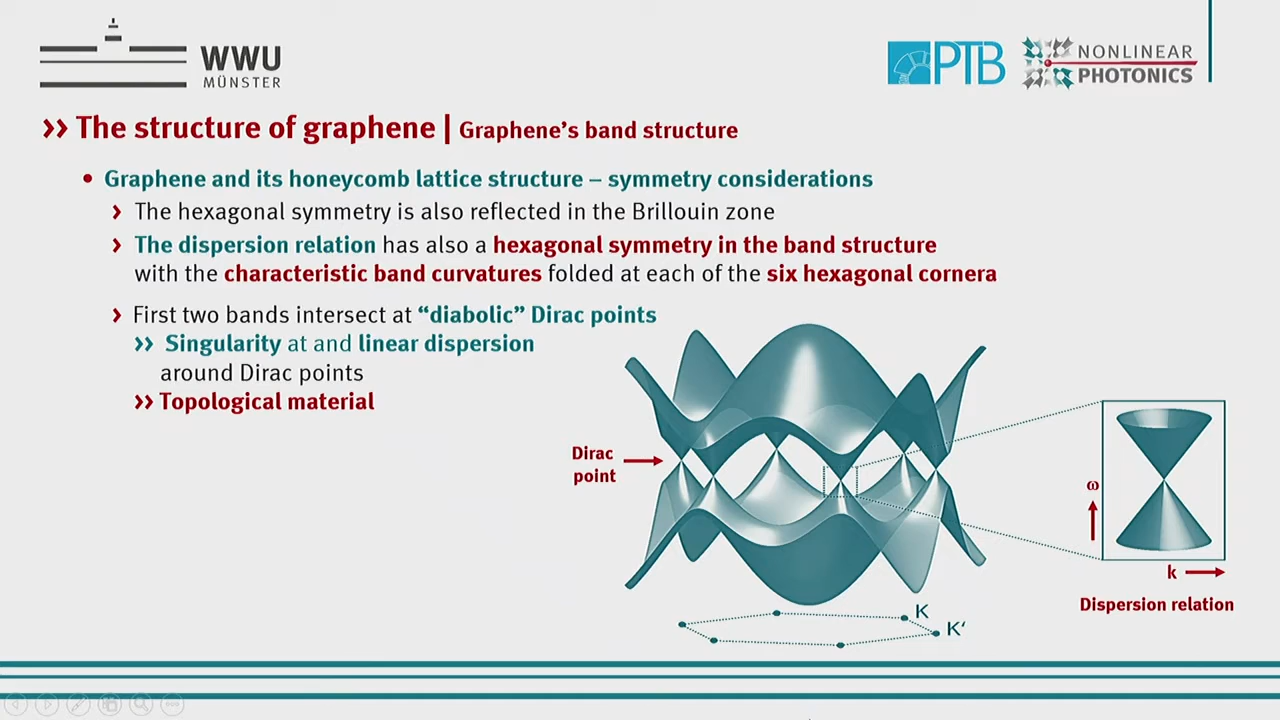 WWU
MÜNSTER
PTB
NONLINEAR
PHOTONICS
›› The structure of graphene | Graphene’s band structure
• Graphene and its honeycomb lattice structure – symmetry considerations
› The hexagonal symmetry is also reflected in the Brillouin zone
› The dispersion relation has also a hexagonal symmetry in the band structure
with the characteristic band curvatures folded at each of the six hexagonal cornera
› First two bands intersect at “diabolic” Dirac points
›› Singularity at and linear dispersion
around Dirac points
›› Topological material
Dirac
point
ω
k
Dispersion relation
K
K‘